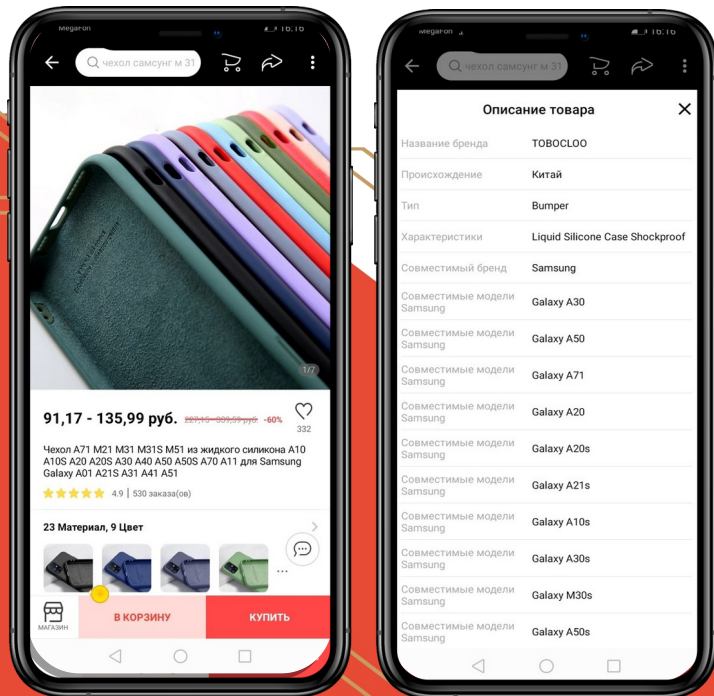 MegaFon
16:16
чехол самсунг м 31
1/7
91,17 - 135,99 руб. 227,15 - 339,59 руб. -60%
332
Чехол A71 M21 M31 M31S M51 из жидкого силикона A10
A10S A20 A20S A30 A40 A50 A50S A70 A11 для Samsung
Galaxy A01 A21S A31 A41 A51
4.9 | 530 заказа(ов)
23 Материал, 9 Цвет
...
МАГАЗИН
В КОРЗИНУ
КУПИТЬ
MegaFon
16:16
чехол самсунг м 31
Описание товара
Название бренда TOBOCLOO
Происхождение Китай
Тип Bumper
Характеристики Liquid Silicone Case Shockproof
Совместимый бренд Samsung
Совместимые модели
Samsung
Galaxy A30
Совместимые модели
Samsung
Galaxy A50
Совместимые модели
Samsung
Galaxy A71
Совместимые модели
Samsung
Galaxy A20
Совместимые модели
Samsung
Galaxy A20s
Совместимые модели
Samsung
Galaxy A21s
Совместимые модели
Samsung
Galaxy A10s
Совместимые модели
Samsung
Galaxy A30s
Совместимые модели
Samsung
Galaxy M30s
Совместимые модели
Samsung
Galaxy A50s